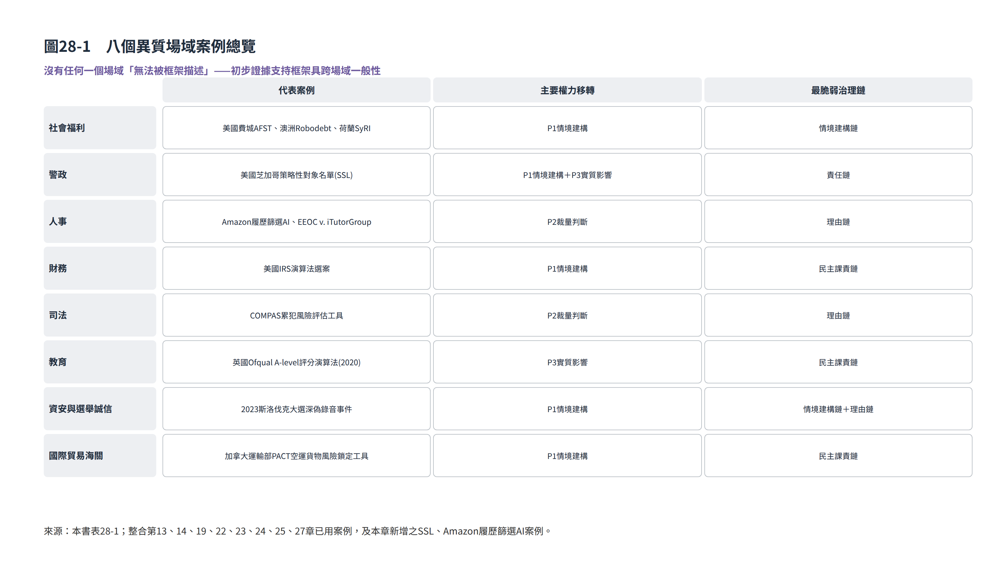 圖28-1　八個異質場域案例總覽
沒有任何一個場域「無法被框架描述」——初步證據支持框架具跨場域一般性
代表案例 主要權力移轉 最脆弱治理鏈
社會福利 美國費城AFST、澳洲Robodebt、荷蘭SyRI P1情境建構 情境建構鏈
警政 美國芝加哥策略性對象名單(SSL) P1情境建構＋P3實質影響 責任鏈
人事 Amazon履歷篩選AI、EEOC v. iTutorGroup P2裁量判斷 理由鏈
財務 美國IRS演算法選案 P1情境建構 民主課責鏈
司法 COMPAS累犯風險評估工具 P2裁量判斷 理由鏈
教育 英國Ofqual A-level評分演算法(2020) P3實質影響 民主課責鏈
資安與選舉誠信 2023斯洛伐克大選深偽錄音事件 P1情境建構 情境建構鏈＋理由鏈
國際貿易海關 加拿大運輸部PACT空運貨物風險鎖定工具 P1情境建構 民主課責鏈
來源：本書表28-1；整合第13、14、19、22、23、24、25、27章已用案例，及本章新增之SSL、Amazon履歷篩選AI案例。